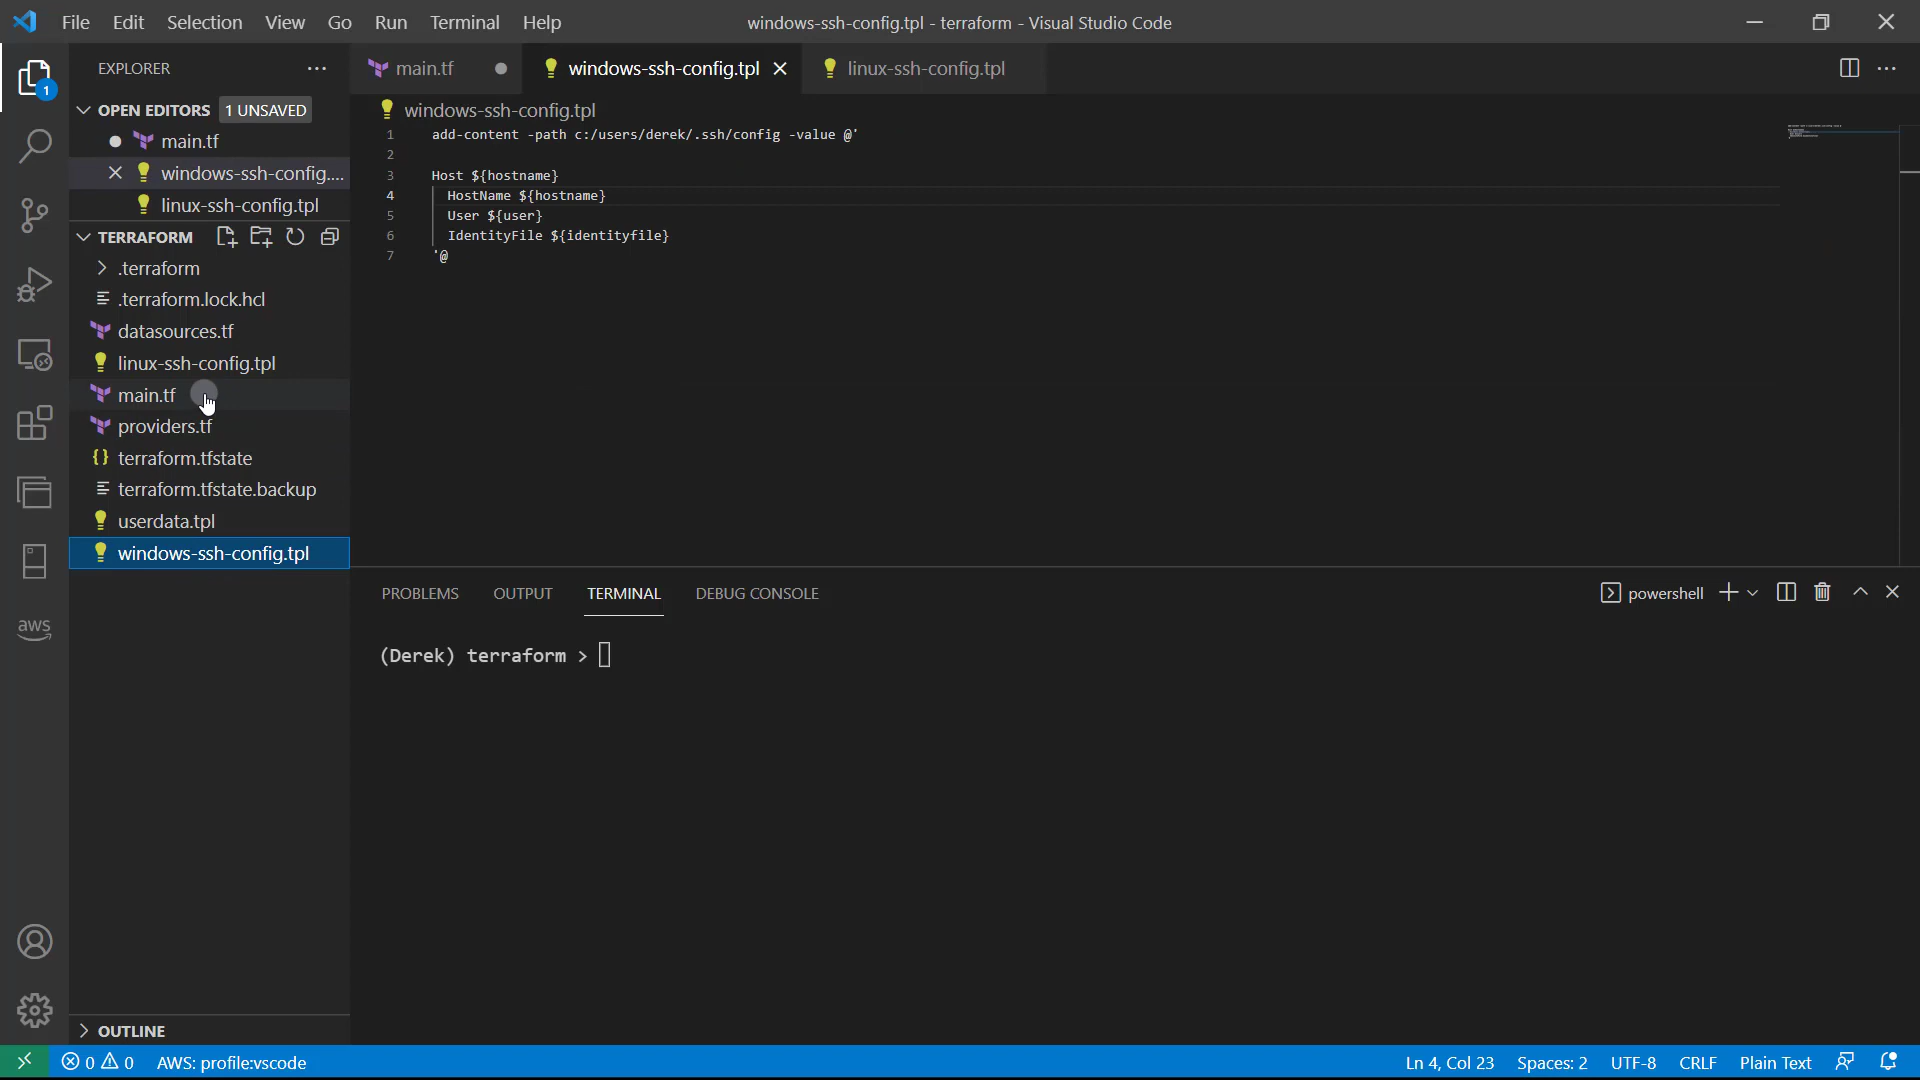 File Edit Selection View Go Run Terminal Help windows-ssh-config.tpl - terraform - Visual Studio Code
EXPLORER
main.tf windows-ssh-config.tpl linux-ssh-config.tpl
1
OPEN EDITORS 1 UNSAVED
main.tf
windows-ssh-config....
linux-ssh-config.tpl
TERRAFORM
.terraform
.terraform.lock.hcl
datasources.tf
linux-ssh-config.tpl
main.tf
providers.tf
terraform.tfstate
terraform.tfstate.backup
userdata.tpl
windows-ssh-config.tpl
aws
OUTLINE
windows-ssh-config.tpl
1 add-content -path c:/users/derek/.ssh/config -value @'
2
3 Host ${hostname}
4 HostName ${hostname}
5 User ${user}
6 IdentityFile ${identityfile}
7 '@
PROBLEMS OUTPUT TERMINAL DEBUG CONSOLE powershell
(Derek) terraform >
0 0 AWS: profile:vscode Ln 4, Col 23 Spaces: 2 UTF-8 CRLF Plain Text